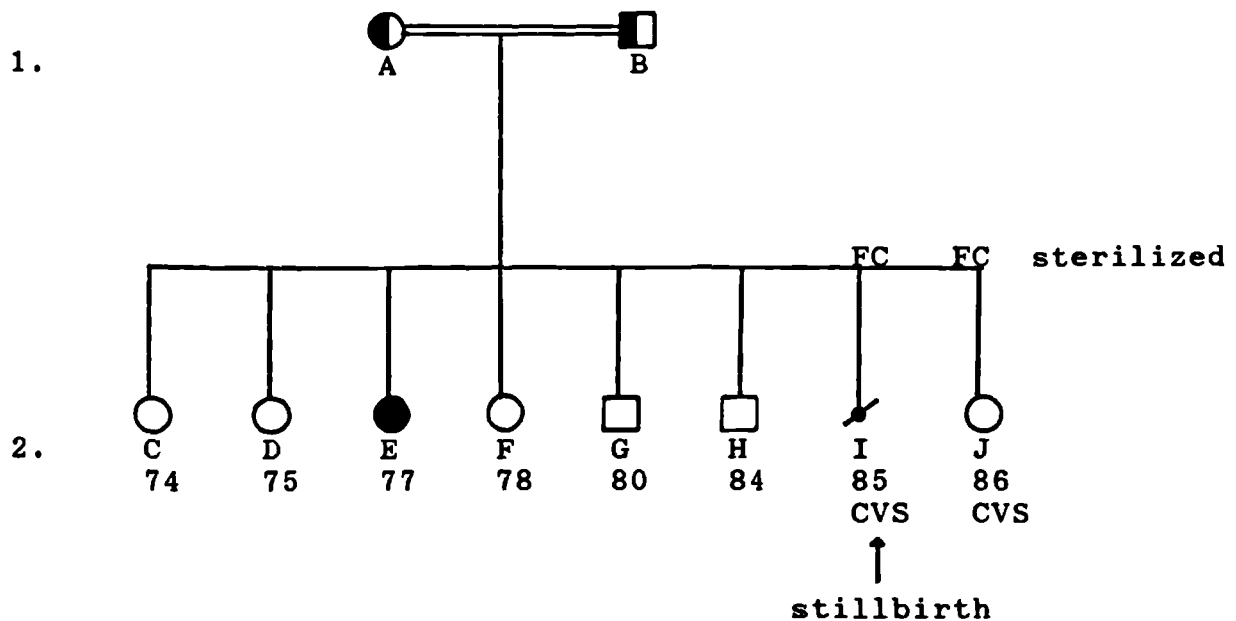 1.
A B
FC FC sterilized
2.
C D E F G H I J
74 75 77 78 80 84 85 86
CVS CVS
stillbirth